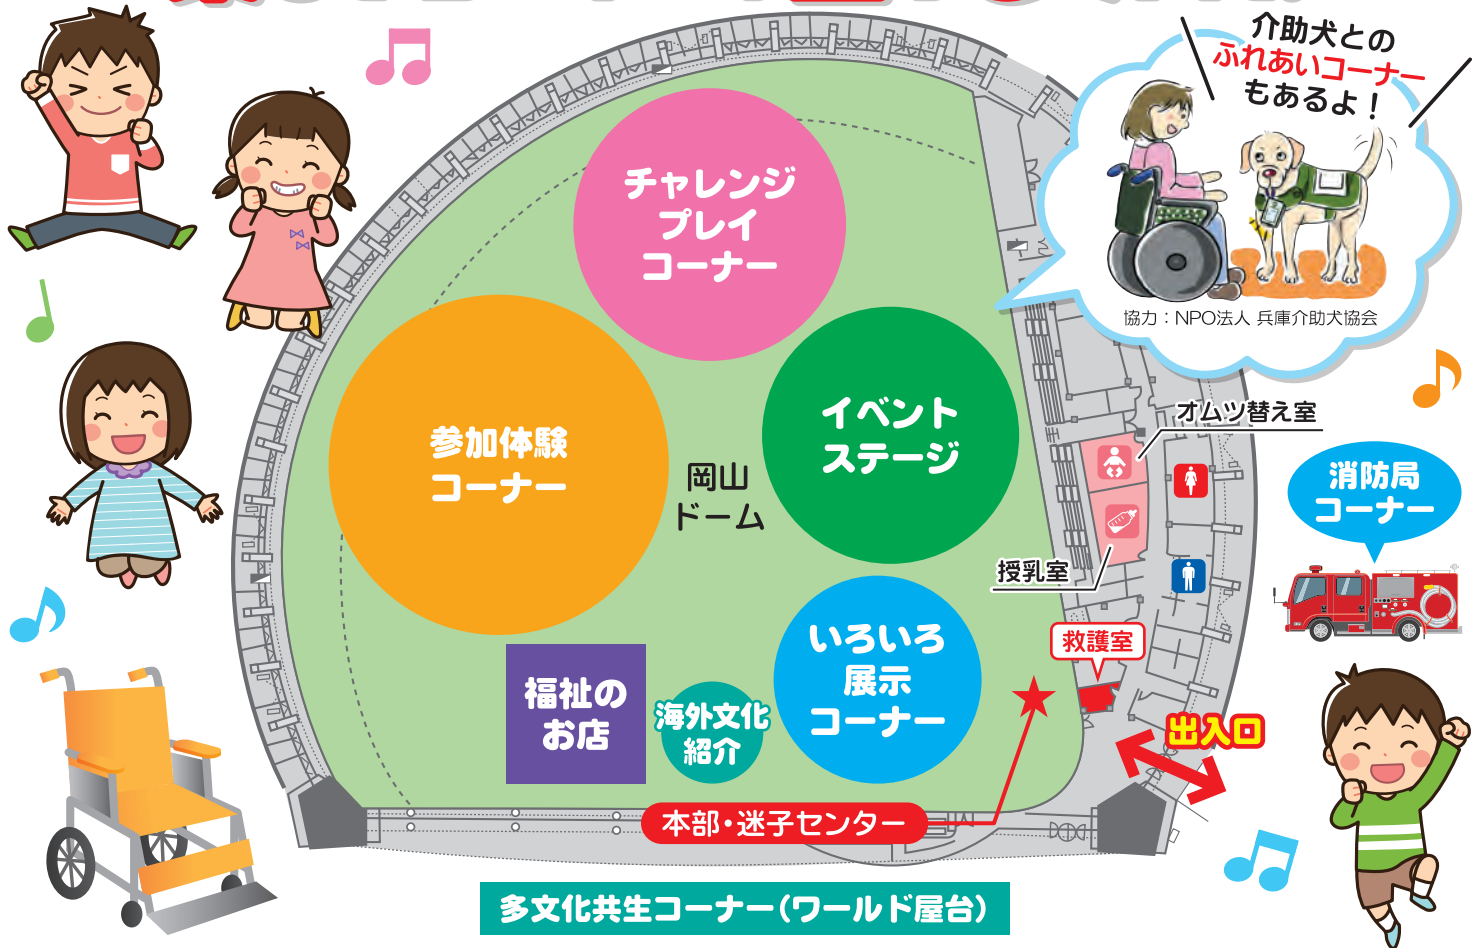 介助犬との
ふれあいコーナー
もあるよ！
協力：NPO法人 兵庫介助犬協会
チャレンジ
プレイ
コーナー
参加体験
コーナー
イベント
ステージ
岡山
ドーム
オムツ替え室
消防局
コーナー
授乳室
救護室
いろいろ
展示
コーナー
福祉の
お店
海外文化
紹介
出入口
本部・迷子センター
多文化共生コーナー（ワールド屋台）